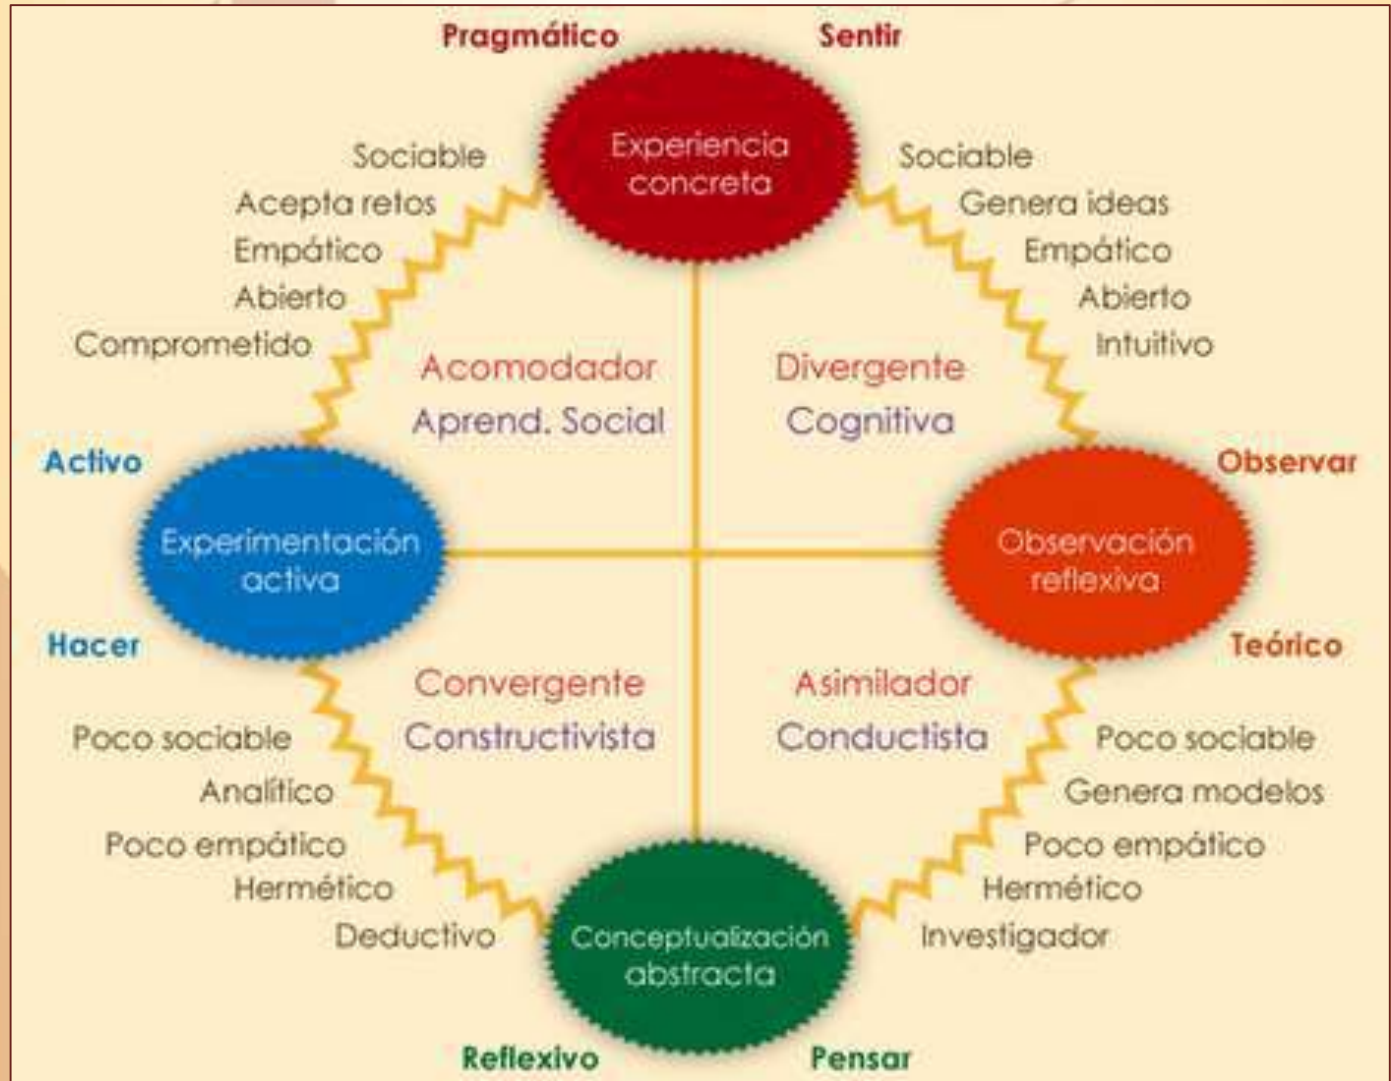 Pragmático
Sentir
Experiencia
concreta
Sociable
Acepta retos
Empático
Abierto
Comprometido
Sociable
Genera ideas
Empático
Abierto
Intuitivo
Acomodador
Aprend. Social
Divergente
Cognitiva
Activo
Experimentación
activa
Hacer
Observar
Observación
reflexiva
Teórico
Convergente
Constructivista
Asimilador
Conductista
Poco sociable
Analítico
Poco empático
Hermético
Deductivo
Poco sociable
Genera modelos
Poco empático
Hermético
Investigador
Conceptualización
abstracta
Reflexivo
Pensar